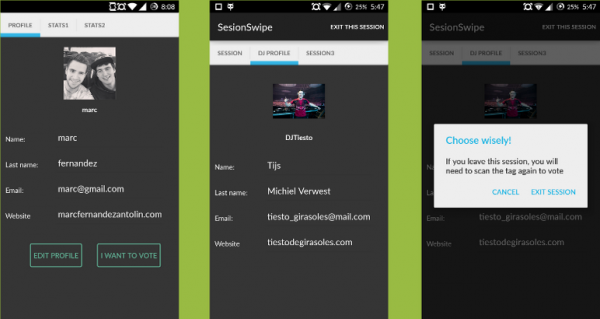 8:08
PROFILE STATS1 STATS2
marc
Name: marc
Last name: fernandez
Email: marc@gmail.com
Website marcfernandezantolin.com
EDIT PROFILE I WANT TO VOTE
25% 5:47
SesionSwipe EXIT THIS SESSION
SESSION DJ PROFILE SESSION3
DJTiesto
Name: Tijs
Last name: Michiel Verwest
Email: tiesto_girasoles@mail.com
Website tiestodegirasoles.com
25% 5:47
SesionSwipe EXIT THIS SESSION
SESSION DJ PROFILE SESSION3
Choose wisely!
If you leave this session, you will
need to scan the tag again to vote
CANCEL EXIT SESSION
Email: tiesto_girasoles@mail.com
Website tiestodegirasoles.com